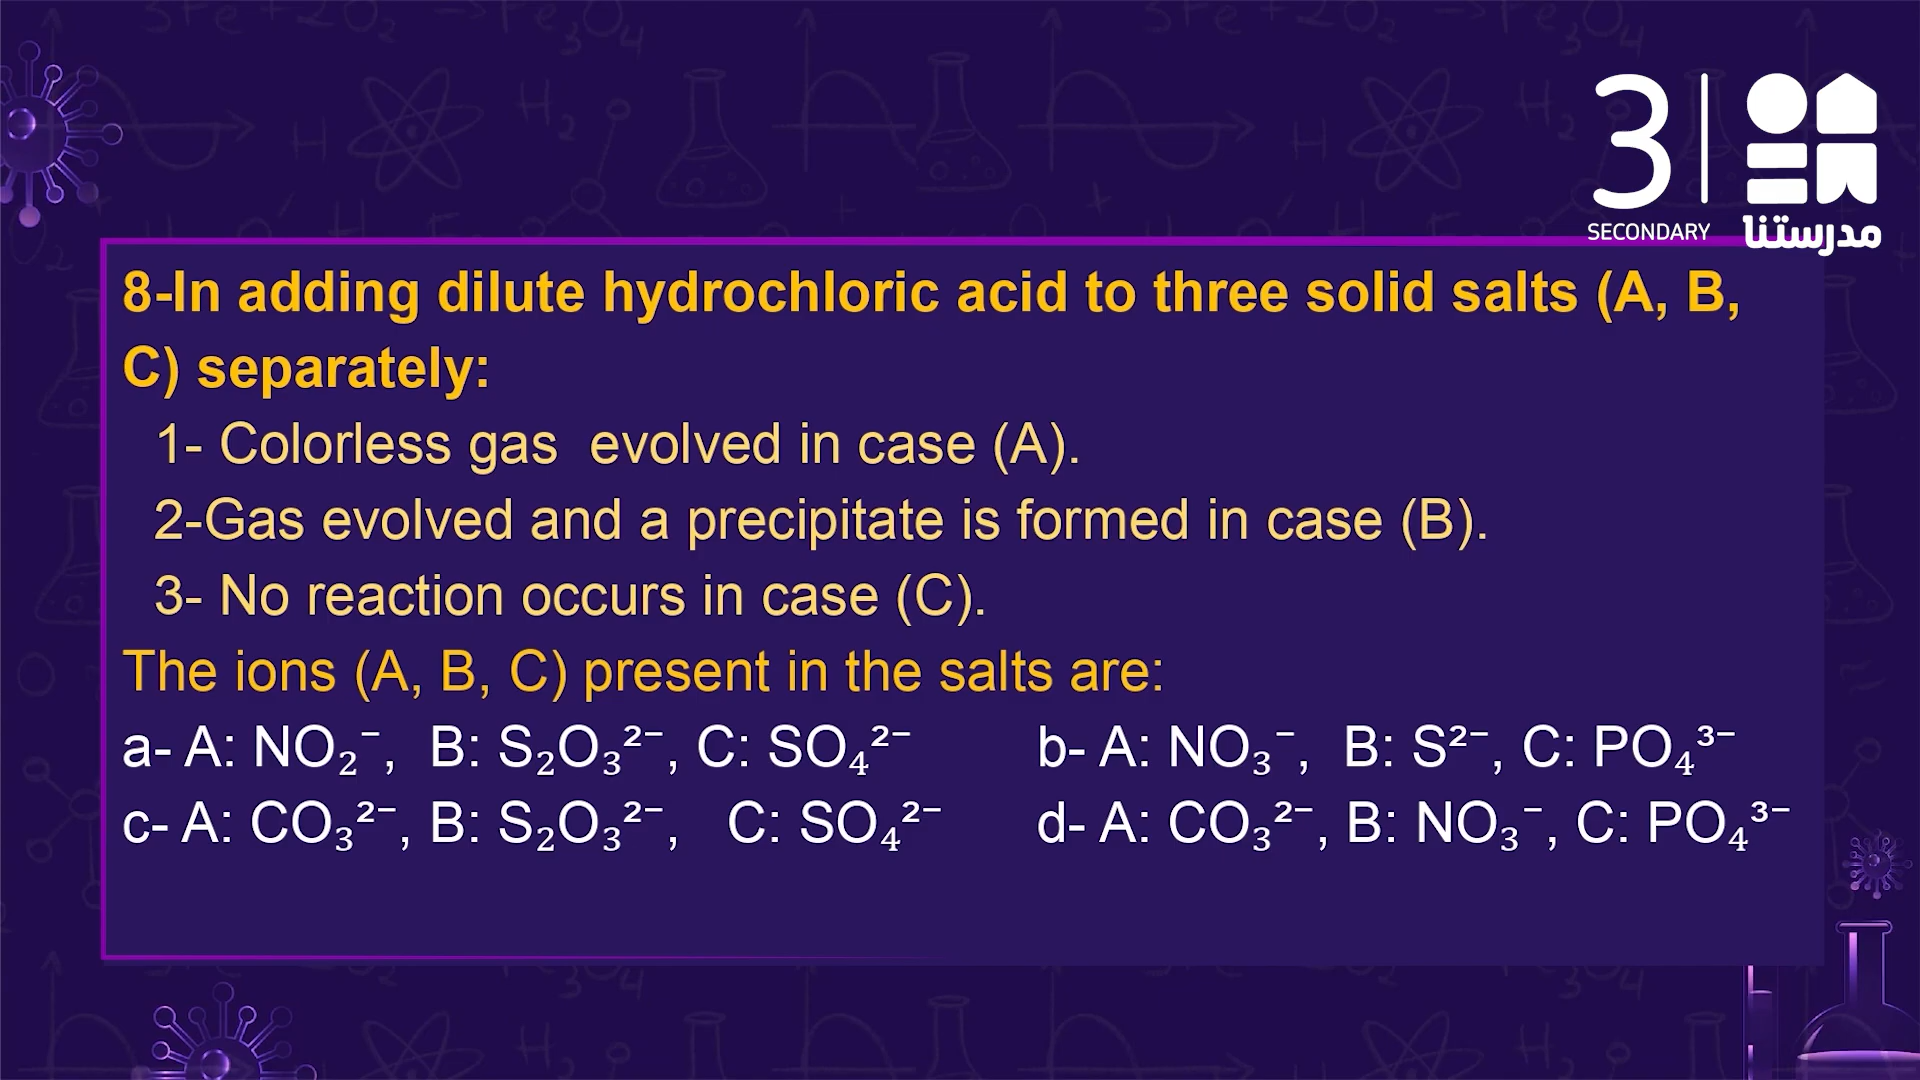 3
SECONDARY
مدرستنا
8-In adding dilute hydrochloric acid to three solid salts (A, B,
C) separately:
1- Colorless gas  evolved in case (A).
2-Gas evolved and a precipitate is formed in case (B).
3- No reaction occurs in case (C).
The ions (A, B, C) present in the salts are:
a- A: NO₂⁻, B: S₂O₃²⁻, C: SO₄²⁻ b- A: NO₃⁻, B: S²⁻, C: PO₄³⁻
c- A: CO₃²⁻, B: S₂O₃²⁻, C: SO₄²⁻ d- A: CO₃²⁻, B: NO₃⁻, C: PO₄³⁻